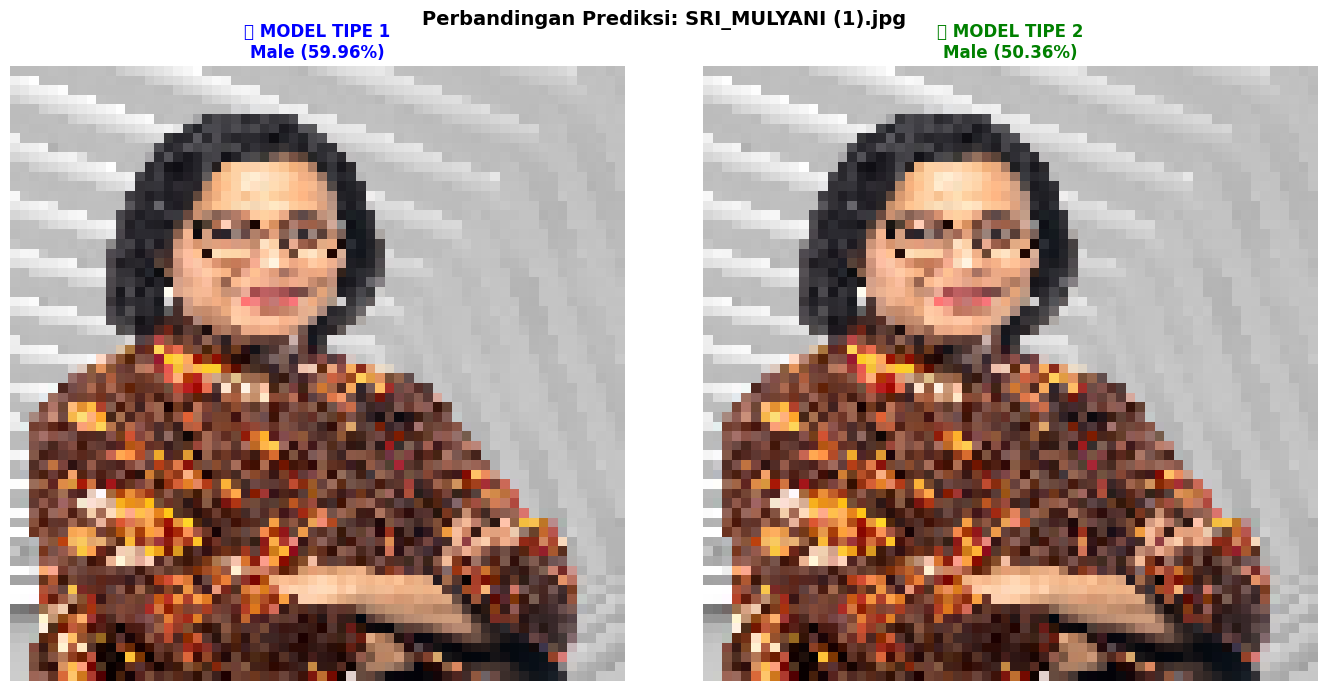 Perbandingan Prediksi: SRI_MULYANI (1).jpg
MODEL TIPE 1
Male (59.96%)
MODEL TIPE 2
Male (50.36%)